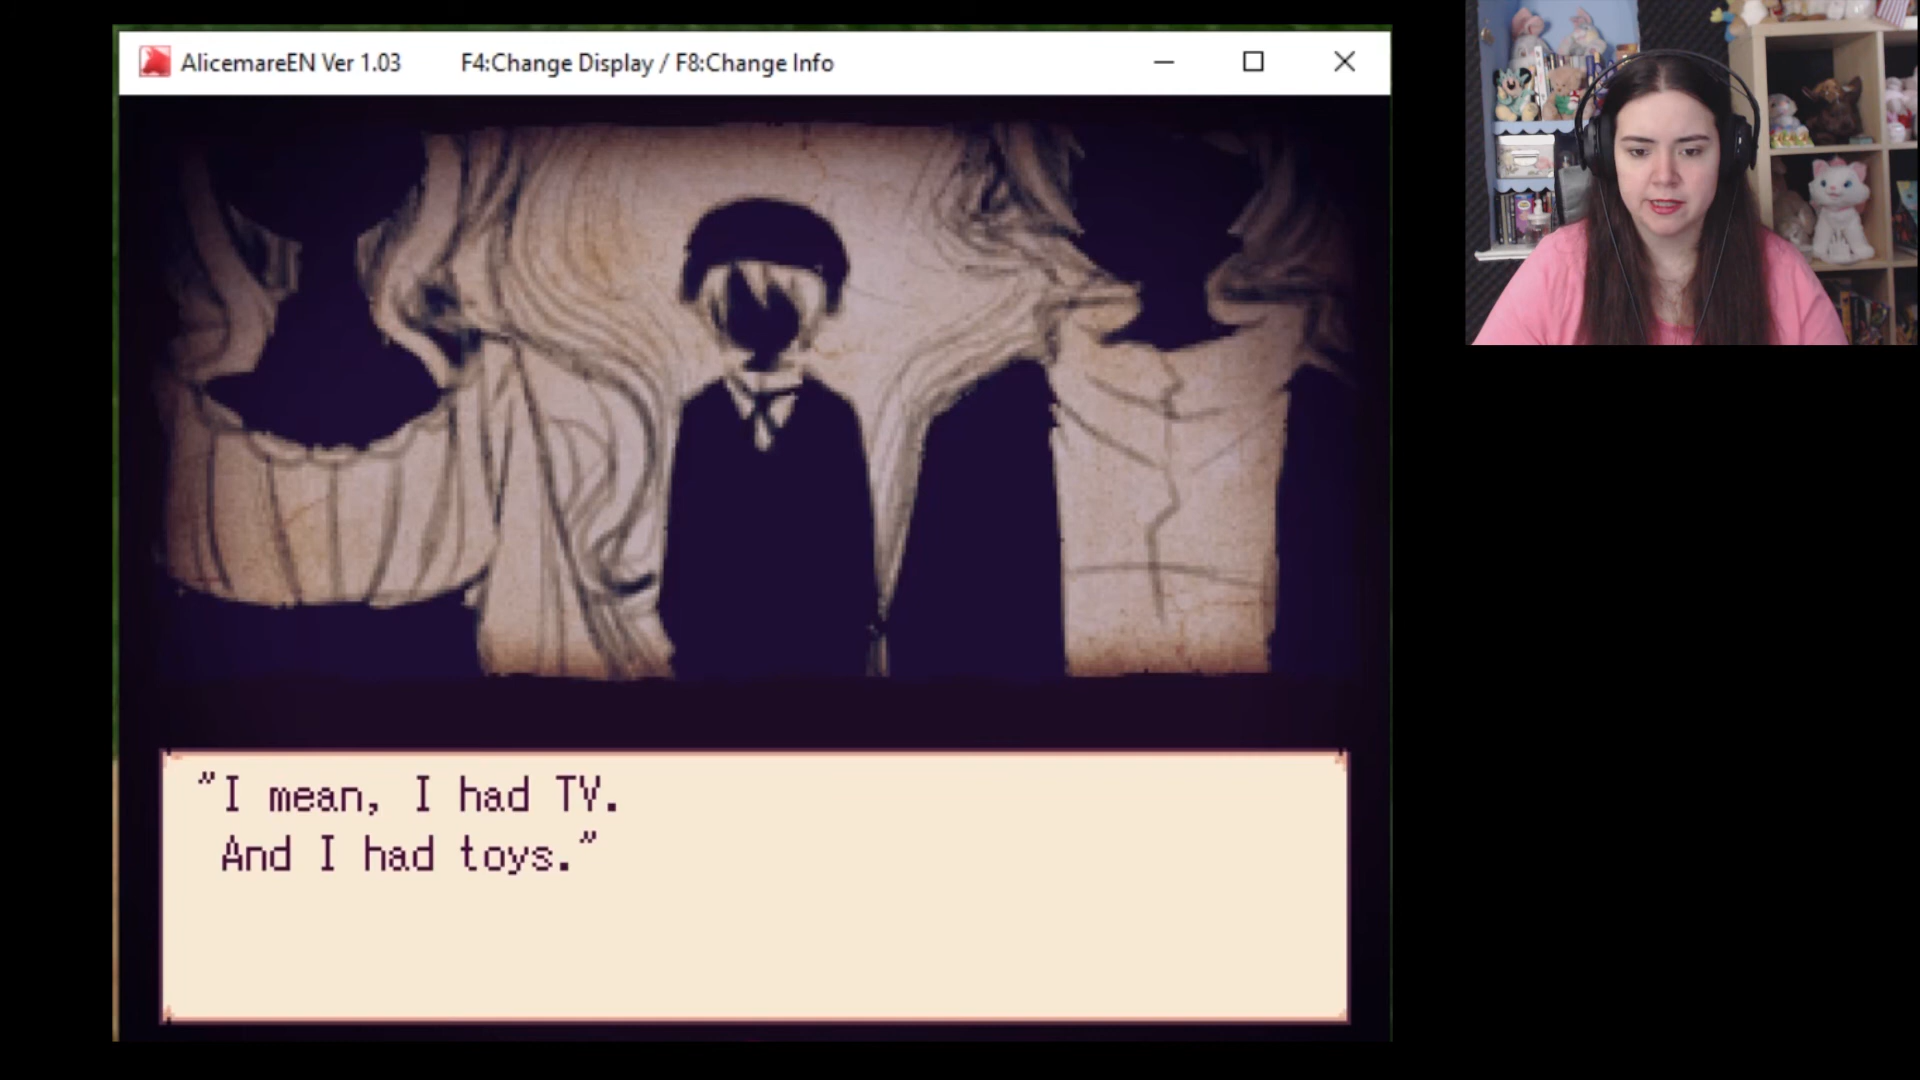 AlicemareEN Ver 1.03 F4:Change Display / F8:Change Info
"I mean, I had TV.
And I had toys."